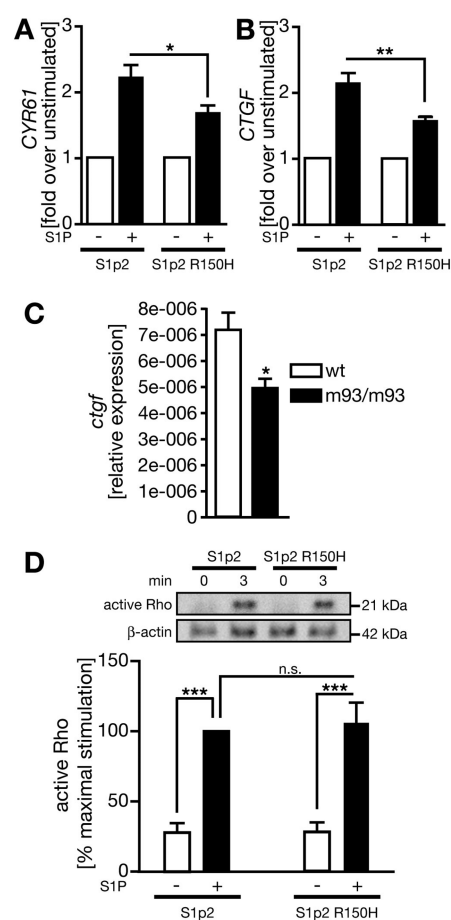 A
CYR61
[fold over unstimulated]
3
2
1
0
*
S1P - + - +
S1p2 S1p2 R150H
B
CTGF
[fold over unstimulated]
3
2
1
0
**
S1P - + - +
S1p2 S1p2 R150H
C
ctgf
[relative expression]
8e-006
7e-006
6e-006
5e-006
4e-006
3e-006
2e-006
1e-006
0
*
wt
m93/m93
D
S1p2 S1p2 R150H
min 0 3 0 3
active Rho 21 kDa
β-actin 42 kDa
active Rho
[% maximal stimulation]
150
100
50
0
n.s.
*** ***
S1P - + - +
S1p2 S1p2 R150H